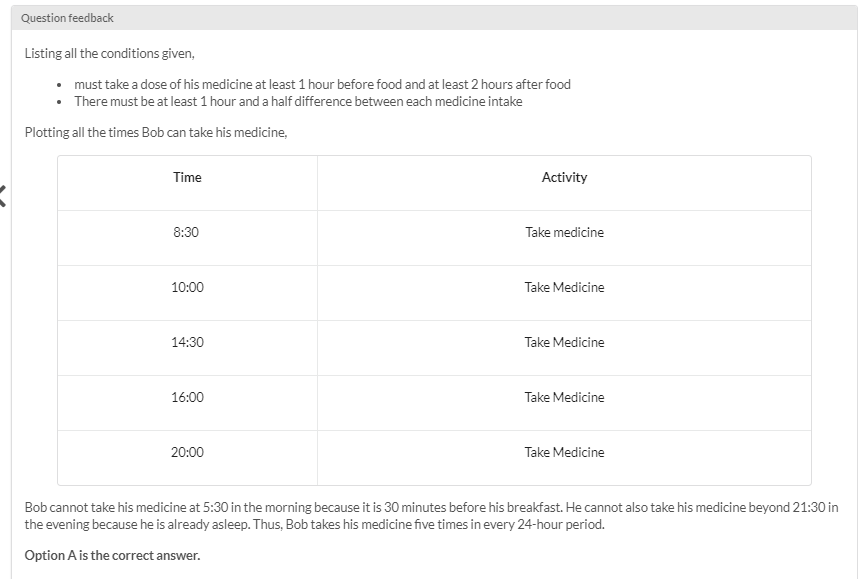 Question feedback
Listing all the conditions given,
• must take a dose of his medicine at least 1 hour before food and at least 2 hours after food
• There must be at least 1 hour and a half difference between each medicine intake
Plotting all the times Bob can take his medicine,
Time Activity
8:30 Take medicine
10:00 Take Medicine
14:30 Take Medicine
16:00 Take Medicine
20:00 Take Medicine
Bob cannot take his medicine at 5:30 in the morning because it is 30 minutes before his breakfast. He cannot also take his medicine beyond 21:30 in
the evening because he is already asleep. Thus, Bob takes his medicine five times in every 24-hour period.
Option A is the correct answer.